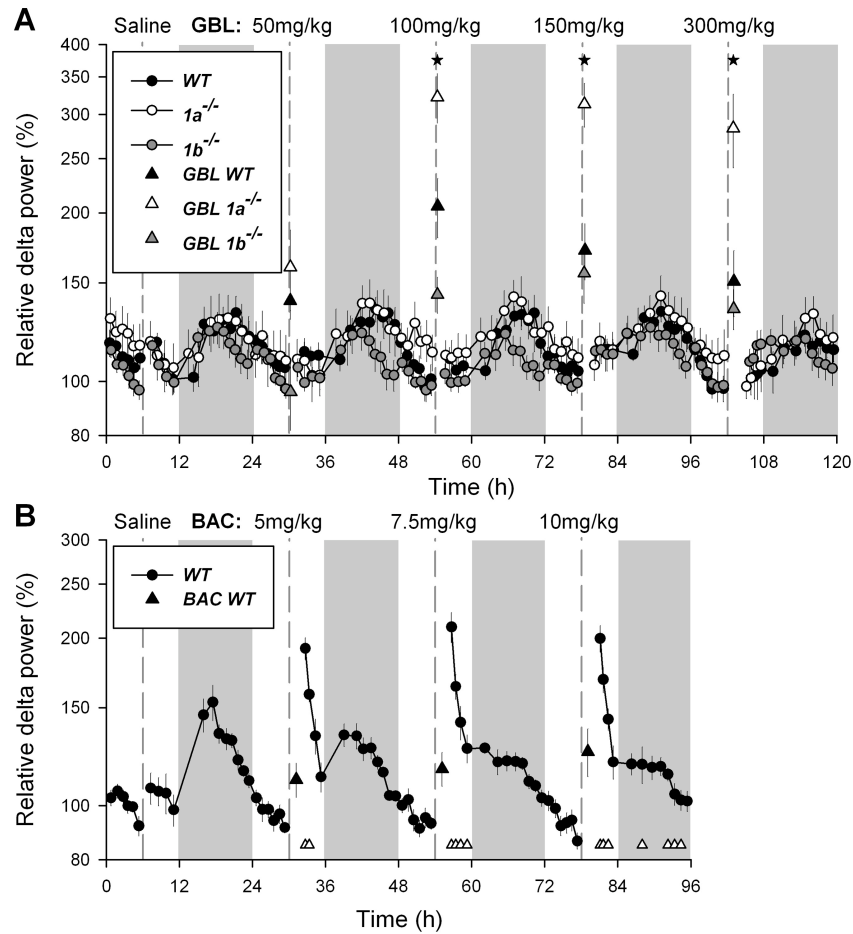 A
Saline GBL: 50mg/kg 100mg/kg 150mg/kg 300mg/kg
400
350
300
250
200
150
100
80
Relative delta power (%)
WT
1a-/-
1b-/-
GBL WT
GBL 1a-/-
GBL 1b-/-
0 12 24 36 48 60 72 84 96 108 120
Time (h)
B
Saline BAC: 5mg/kg 7.5mg/kg 10mg/kg
300
250
200
150
100
80
Relative delta power (%)
WT
BAC WT
0 12 24 36 48 60 72 84 96
Time (h)